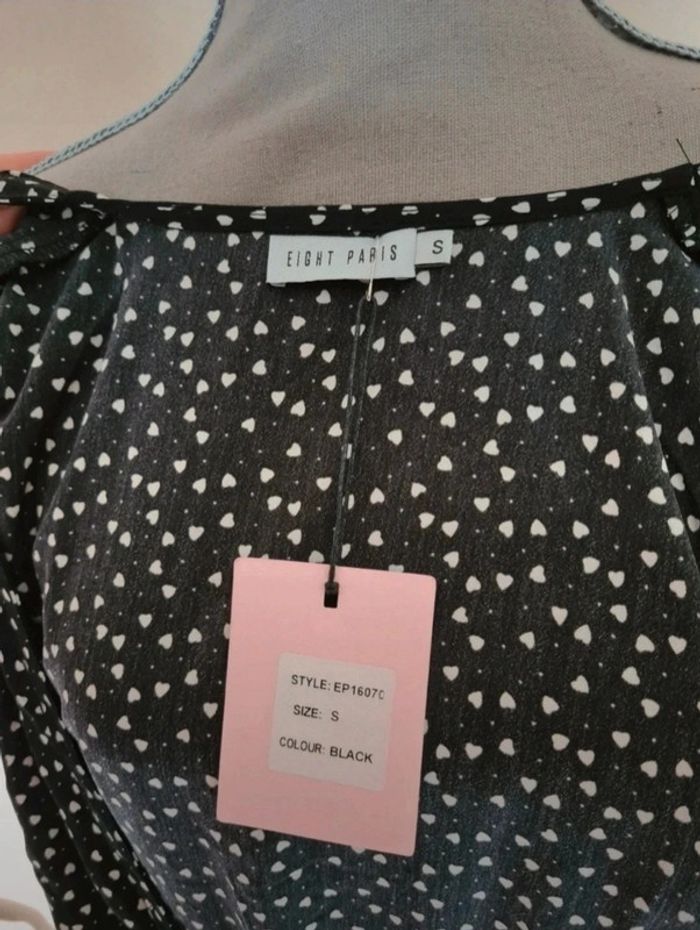 EIGHT PARIS S
STYLE: EP16070
SIZE: S
COLOUR: BLACK